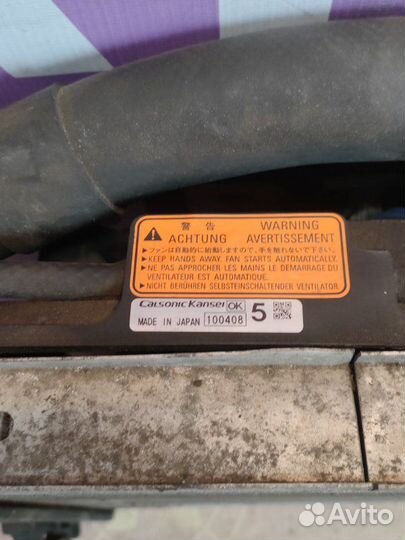 警告 WARNING
ACHTUNG AVERTISSEMENT
▶ファンは自動的に始動しますので、手を触れないで下さい。
▶KEEP HANDS AWAY. FAN STARTS AUTOMATICALLY.
▶NE PAS APPROCHER LES MAINS. LE DÉMARRAGE DU
VENTILATEUR EST AUTOMATIQUE.
▶NICHT BERÜHREN. SELBSTEINSCHALTENDER VENTILATOR.
CalsonicKansei OK 5
MADE IN JAPAN 100408
Avito